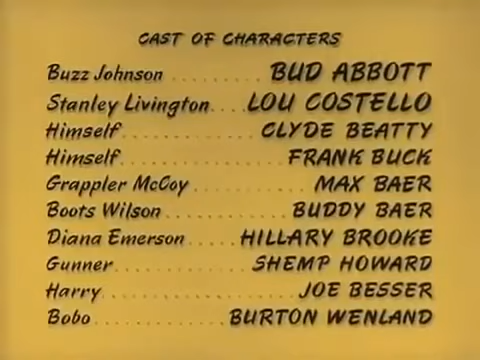 CAST OF CHARACTERS
Buzz Johnson ........ BUD ABBOTT
Stanley Livington.... LOU COSTELLO
Himself ............ CLYDE BEATTY
Himself.............. FRANK BUCK
Grappler McCoy ........... MAX BAER
Boots Wilson ........... BUDDY BAER
Diana Emerson ..... HILLARY BROOKE
Gunner............. SHEMP HOWARD
Harry................. JOE BESSER
Bobo............ BURTON WENLAND